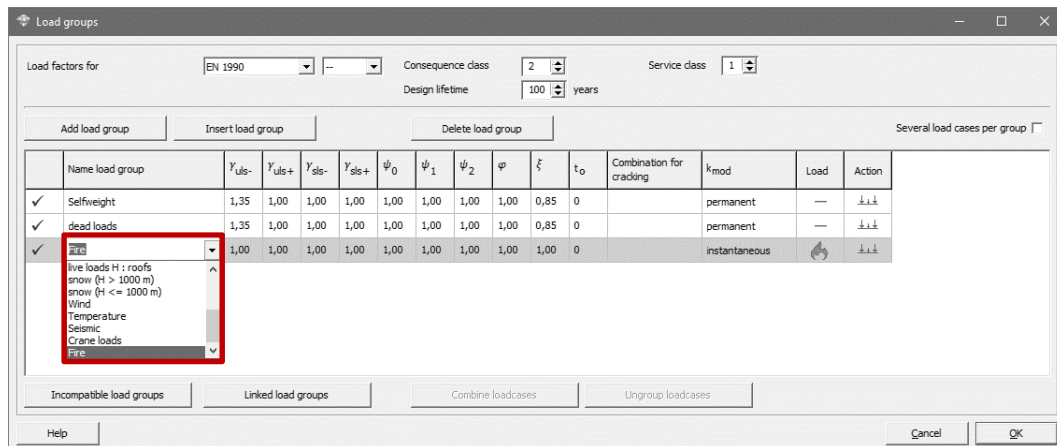 Load groups
Load factors for EN 1990 -- Consequence class 2 Service class 1
Design lifetime 100 years
Add load group Insert load group Delete load group Several load cases per group
Name load group γuls- γuls+ γsls- γsls+ ψ0 ψ1 ψ2 φ ξ to Combination for cracking kmod Load Action
Selfweight 1,35 1,00 1,00 1,00 1,00 1,00 1,00 1,00 0,85 0 permanent
dead loads 1,35 1,00 1,00 1,00 1,00 1,00 1,00 1,00 0,85 0 permanent
Fire 1,00 1,00 1,00 1,00 1,00 1,00 1,00 1,00 1,00 0 instantaneous
live loads H : roofs
snow (H > 1000 m)
snow (H <= 1000 m)
Wind
Temperature
Seismic
Crane loads
Fire
Incompatible load groups Linked load groups Combine loadcases Ungroup loadcases
Help Cancel OK